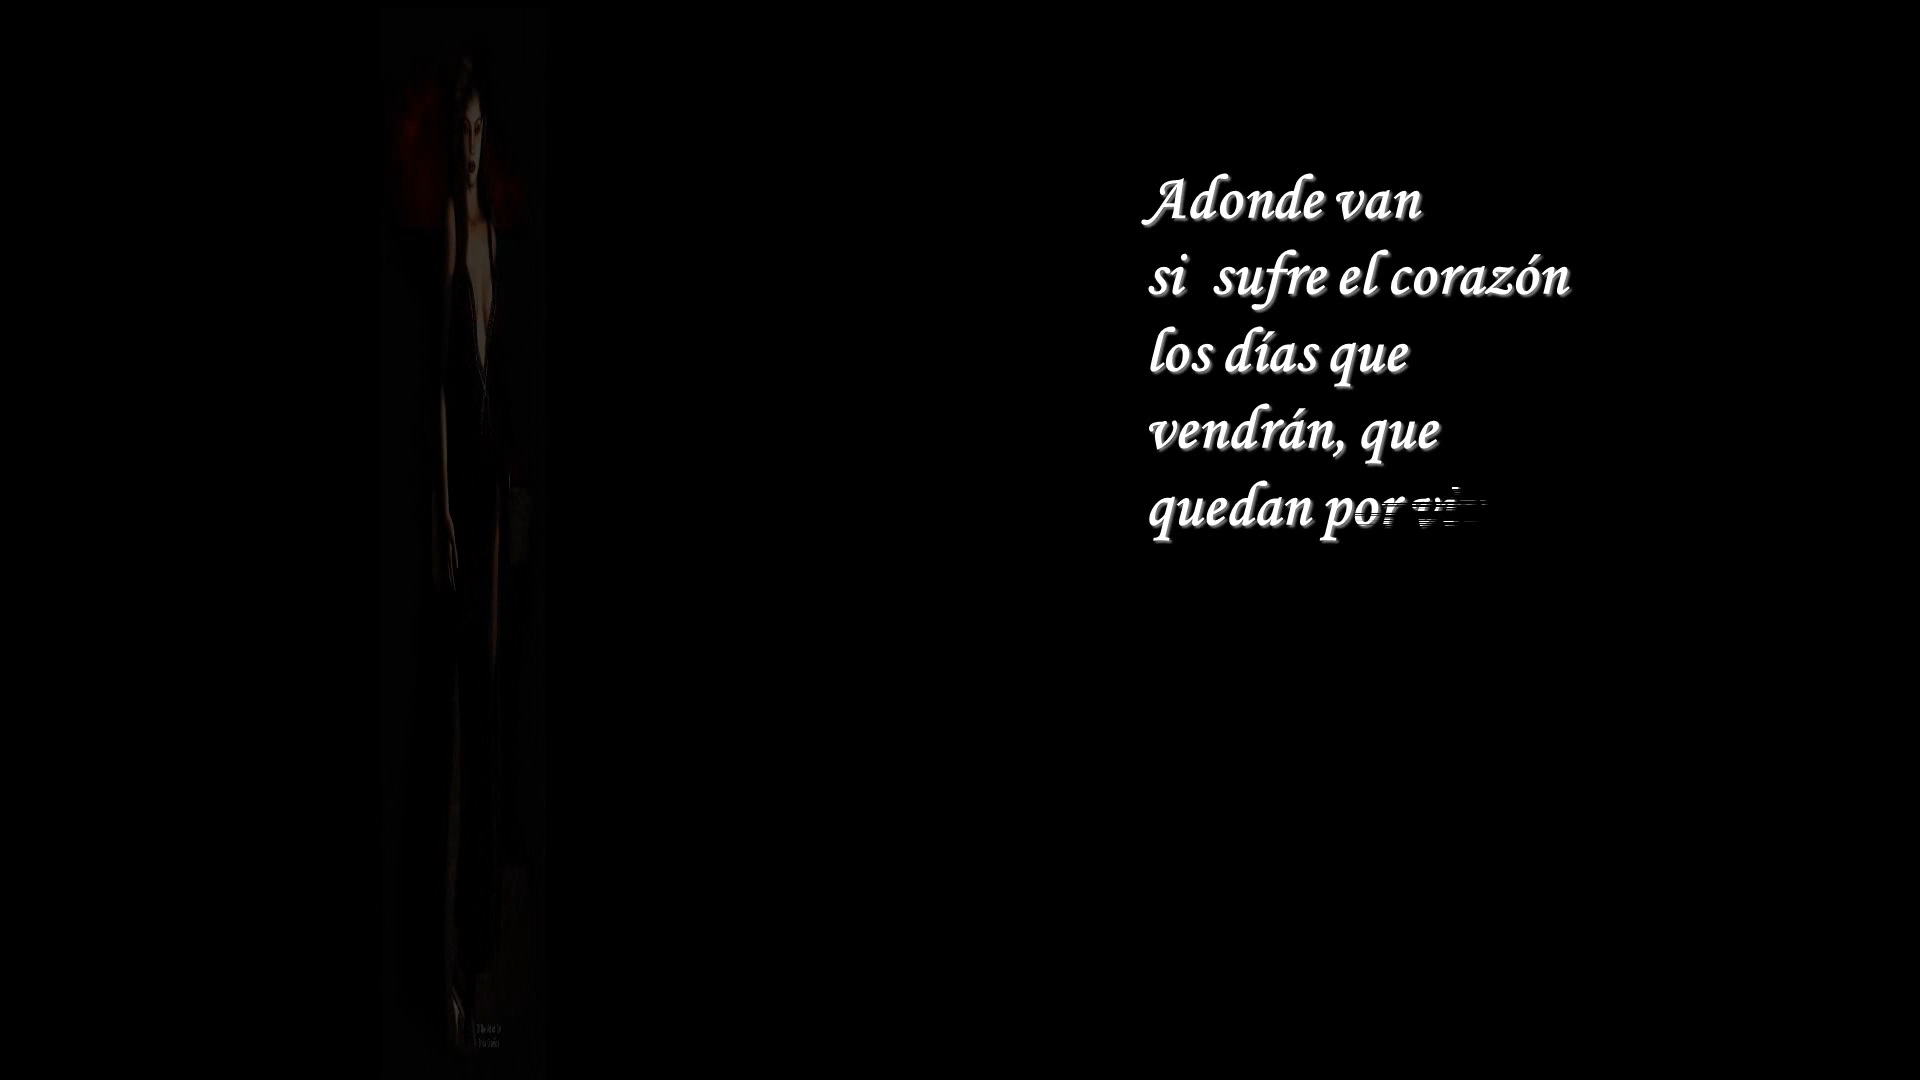 Adonde van
si sufre el corazón
los días que
vendrán, que
quedan por